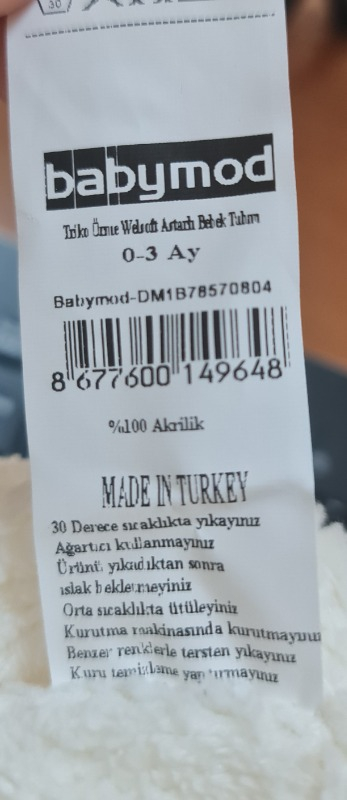 30
babymod
Triko Örme Welsoft Astarlı Bebek Tulum
0-3 Ay
Babymod-DM1B78570804
8 677600 149648
%100 Akrilik
MADE IN TURKEY
30 Derece sıcaklıkta yıkayınız
Ağartıcı kullanmayınız
Ürünü yıkadıktan sonra
ıslak bekletmeyiniz
Orta sıcaklıkta ütüleyiniz
Kurutma makinasında kurutmayınız
Benzer renklerle tersten yıkayınız
Kuru temizleme yaptırmayınız